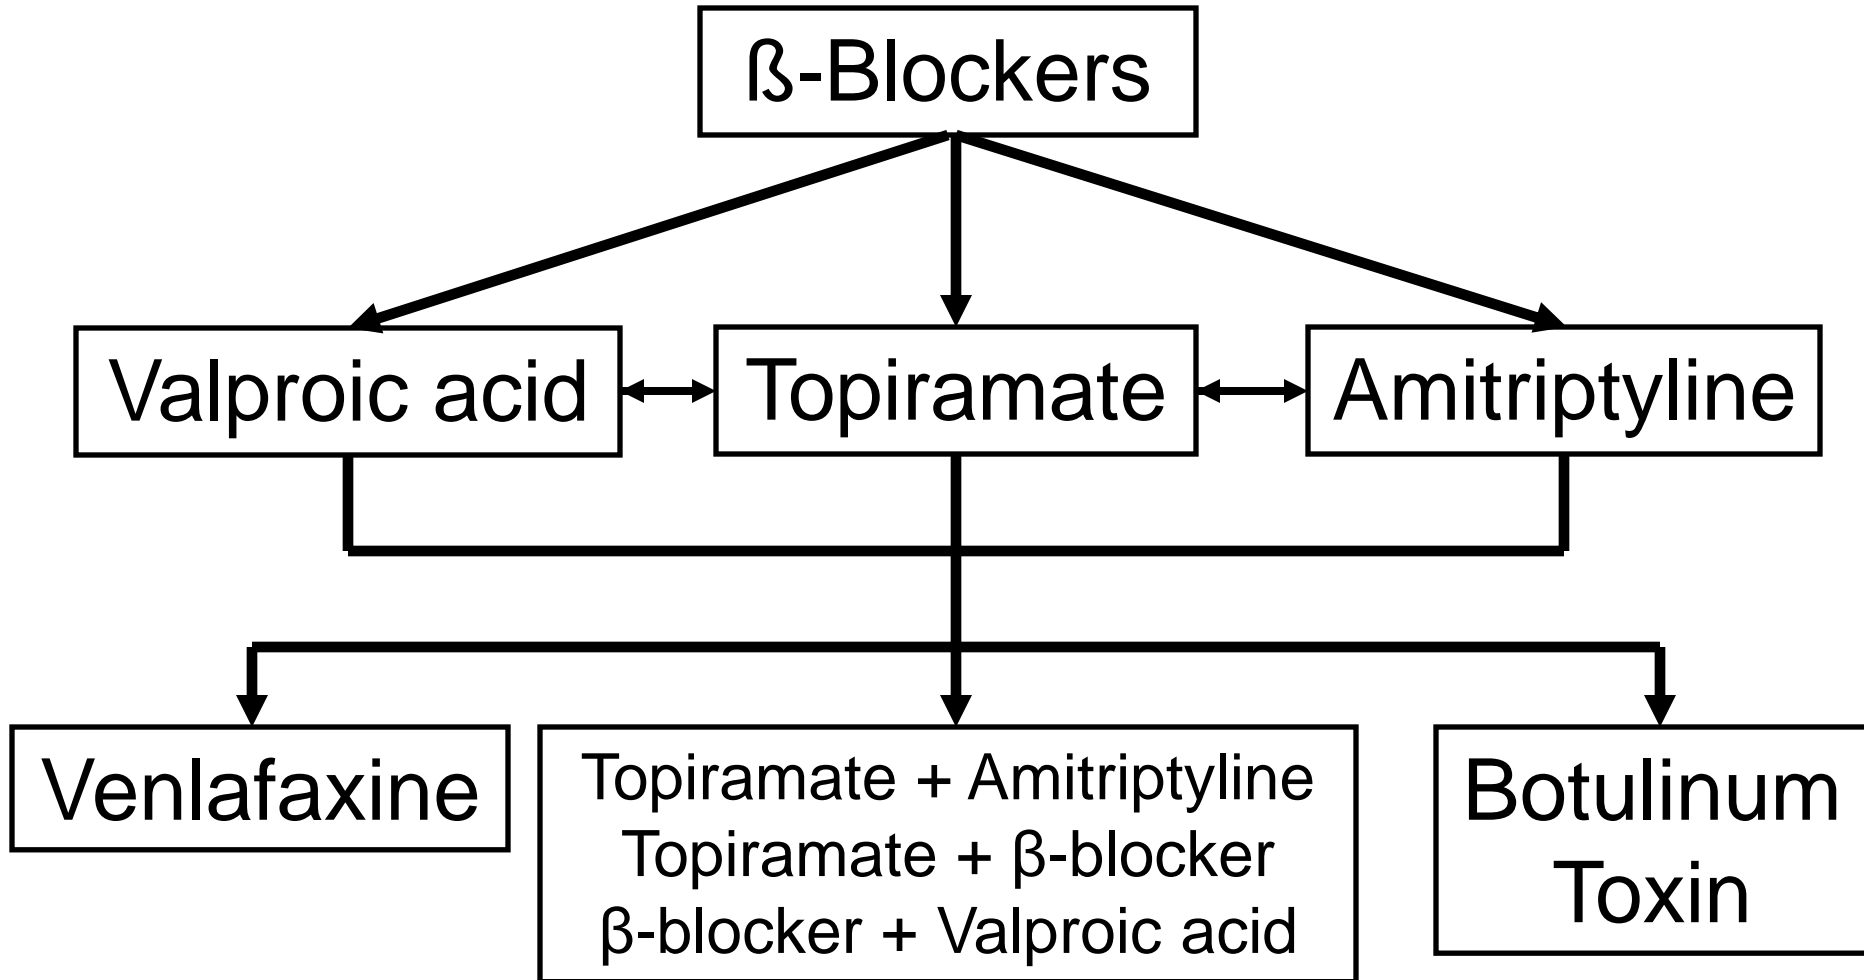 ß-Blockers
Valproic acid
Topiramate
Amitriptyline
Venlafaxine
Topiramate + Amitriptyline
Topiramate + β-blocker
β-blocker + Valproic acid
Botulinum
Toxin